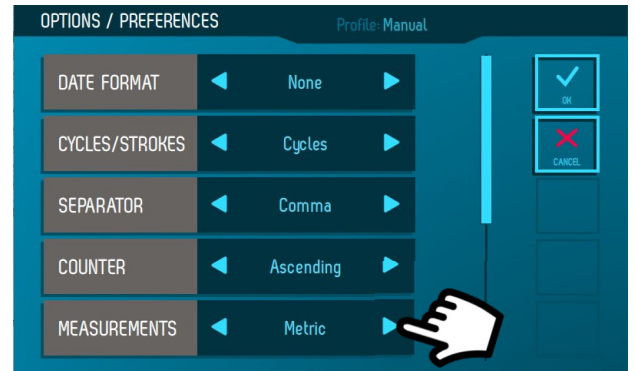 OPTIONS / PREFERENCES
Profile: Manual
DATE FORMAT
None
OK
CYCLES/STROKES
Cycles
CANCEL
SEPARATOR
Comma
COUNTER
Ascending
MEASUREMENTS
Metric